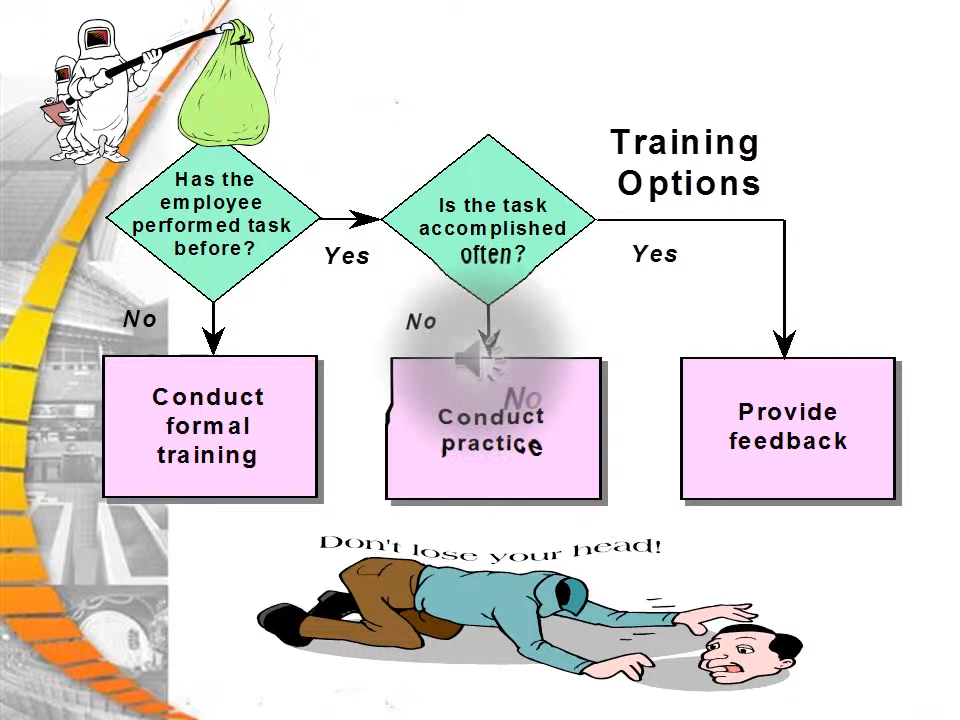 Training
Options
Has the
employee
performed task
before?
Yes
Is the task
accomplished
often?
Yes
No
No
Conduct
formal
training
No
Conduct
practice
Provide
feedback
Don't lose your head!